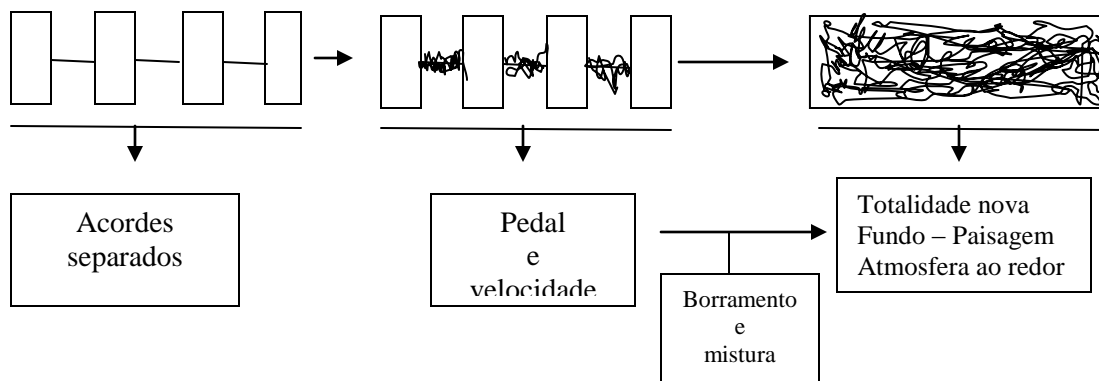 Acordes
separados
Pedal
e
velocidade
Totalidade nova
Fundo – Paisagem
Atmosfera ao redor
Borramento
e
mistura